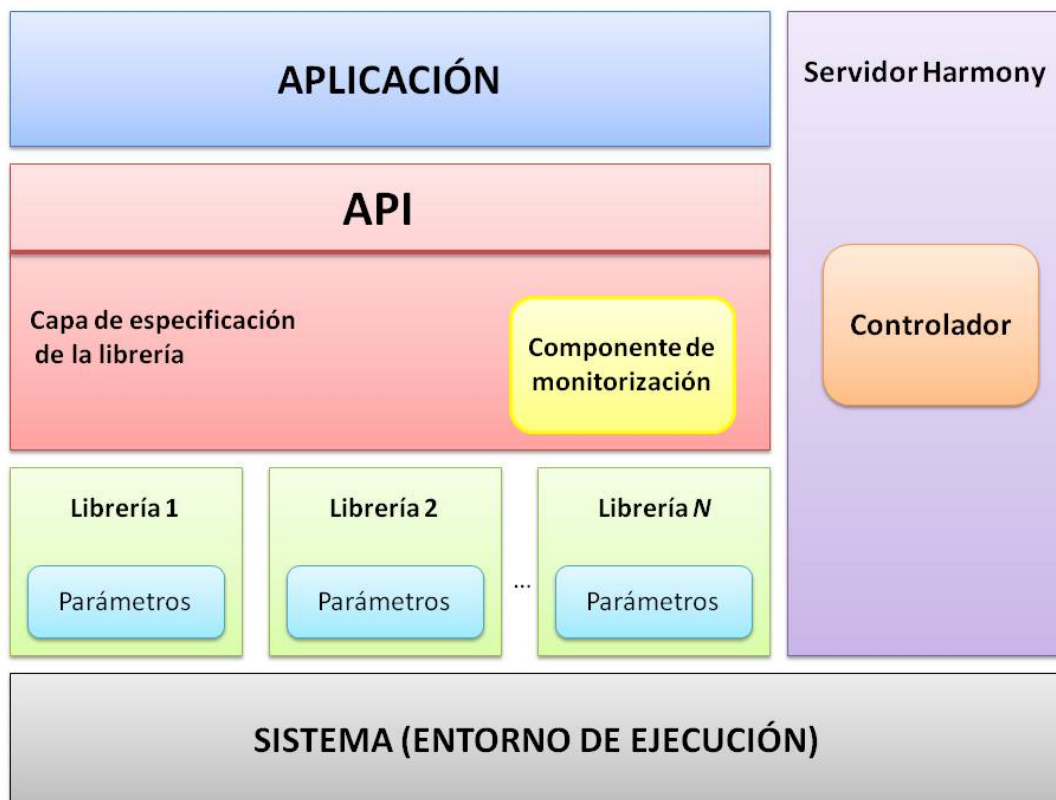 APLICACIÓN
Servidor Harmony
API
Capa de especificación
de la librería
Componente de
monitorización
Controlador
Librería 1
Librería 2
Librería N
Parámetros
Parámetros
...
Parámetros
SISTEMA (ENTORNO DE EJECUCIÓN)